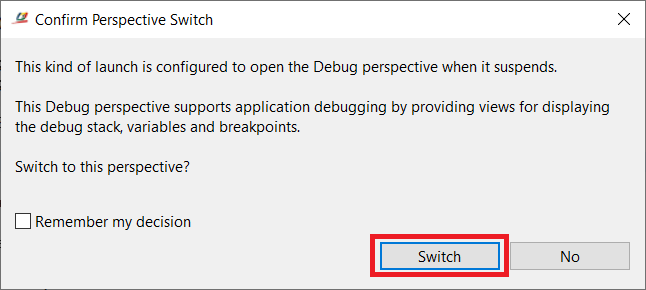 Confirm Perspective Switch
This kind of launch is configured to open the Debug perspective when it suspends.
This Debug perspective supports application debugging by providing views for displaying
the debug stack, variables and breakpoints.
Switch to this perspective?
Remember my decision
Switch
No